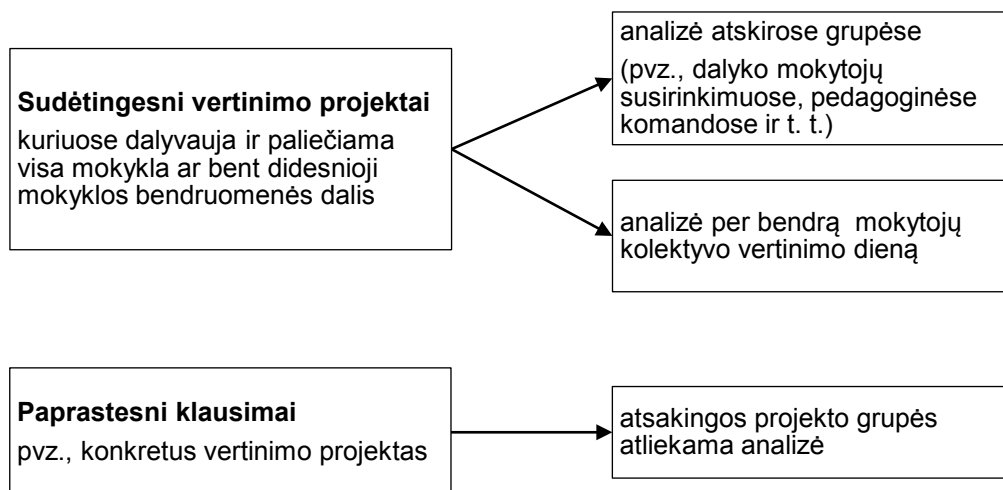 Sudėtingesni vertinimo projektai
kuriuose dalyvauja ir paliečiama
visa mokykla ar bent didesnioji
mokyklos bendruomenės dalis
analizė atskirose grupėse
(pvz., dalyko mokytojų
susirinkimuose, pedagoginėse
komandose ir t. t.)
analizė per bendrą mokytojų
kolektyvo vertinimo dieną
Paprastesni klausimai
pvz., konkretus vertinimo projektas
atsakingos projekto grupės
atliekama analizė